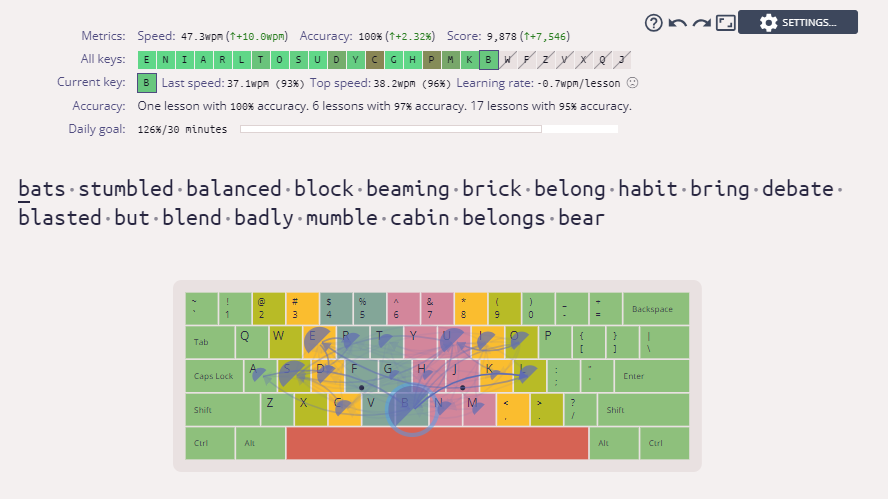 Metrics: Speed: 47.3wpm (↑+10.0wpm) Accuracy: 100% (↑+2.32%) Score: 9,878 (↑+7,546)
SETTINGS...
All keys: E N I A R L T O S U D Y C G H P M K B W F Z V X Q J
Current key: B Last speed: 37.1wpm (93%) Top speed: 38.2wpm (96%) Learning rate: -0.7wpm/lesson
Accuracy: One lesson with 100% accuracy. 6 lessons with 97% accuracy. 17 lessons with 95% accuracy.
Daily goal: 126%/30 minutes
bats·stumbled·balanced·block·beaming·brick·belong·habit·bring·debate·
blasted·but·blend·badly·mumble·cabin·belongs·bear
~ ! @ # $ % ^ & * ( ) _ +
` 1 2 3 4 5 6 7 8 9 0 - = Backspace
Tab Q W E R T Y U I O P { } |
[ ] \
Caps Lock A S D F G H J K L : "
; ' Enter
Shift Z X C V B N M < > ? Shift
, . /
Ctrl Alt Alt Ctrl